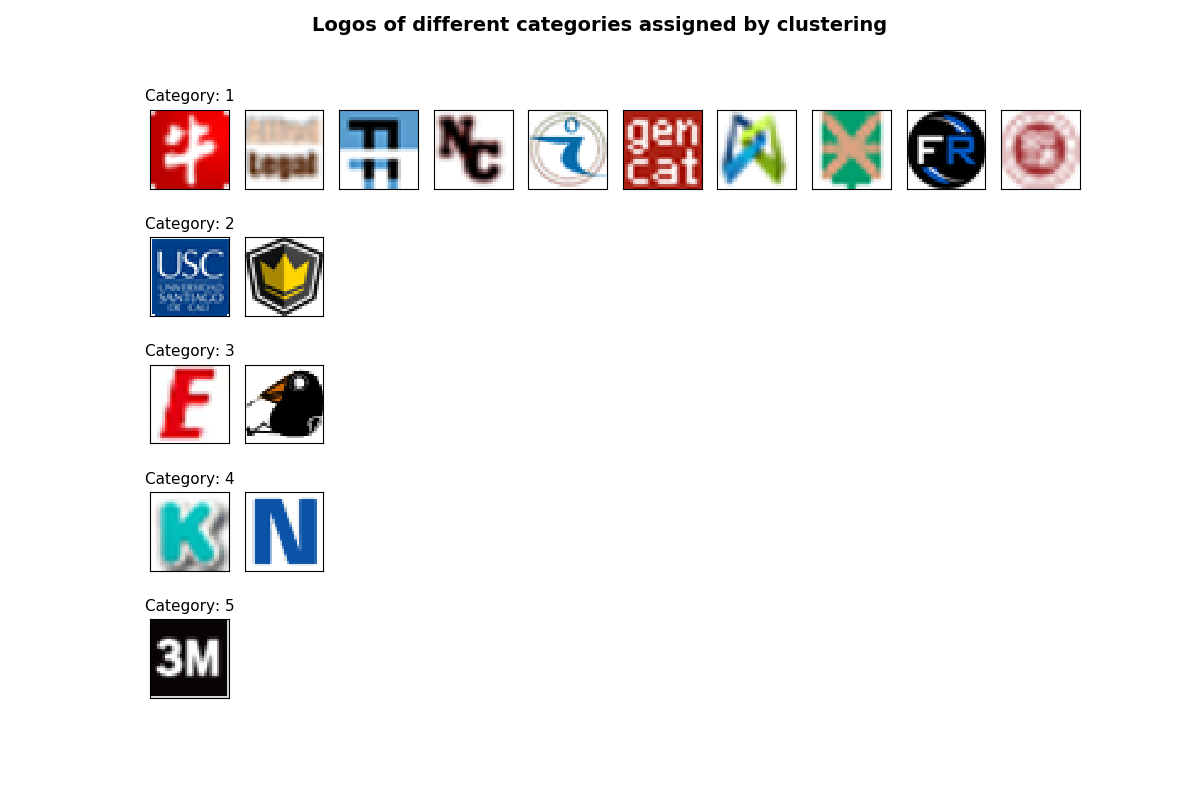 Logos of different categories assigned by clustering
Category: 1
牛
Legal
NC
gen
cat
FR
Category: 2
USC
UNIVERSIDAD
SANTIAGO
DE CALI
Category: 3
E
Category: 4
K
N
Category: 5
3M